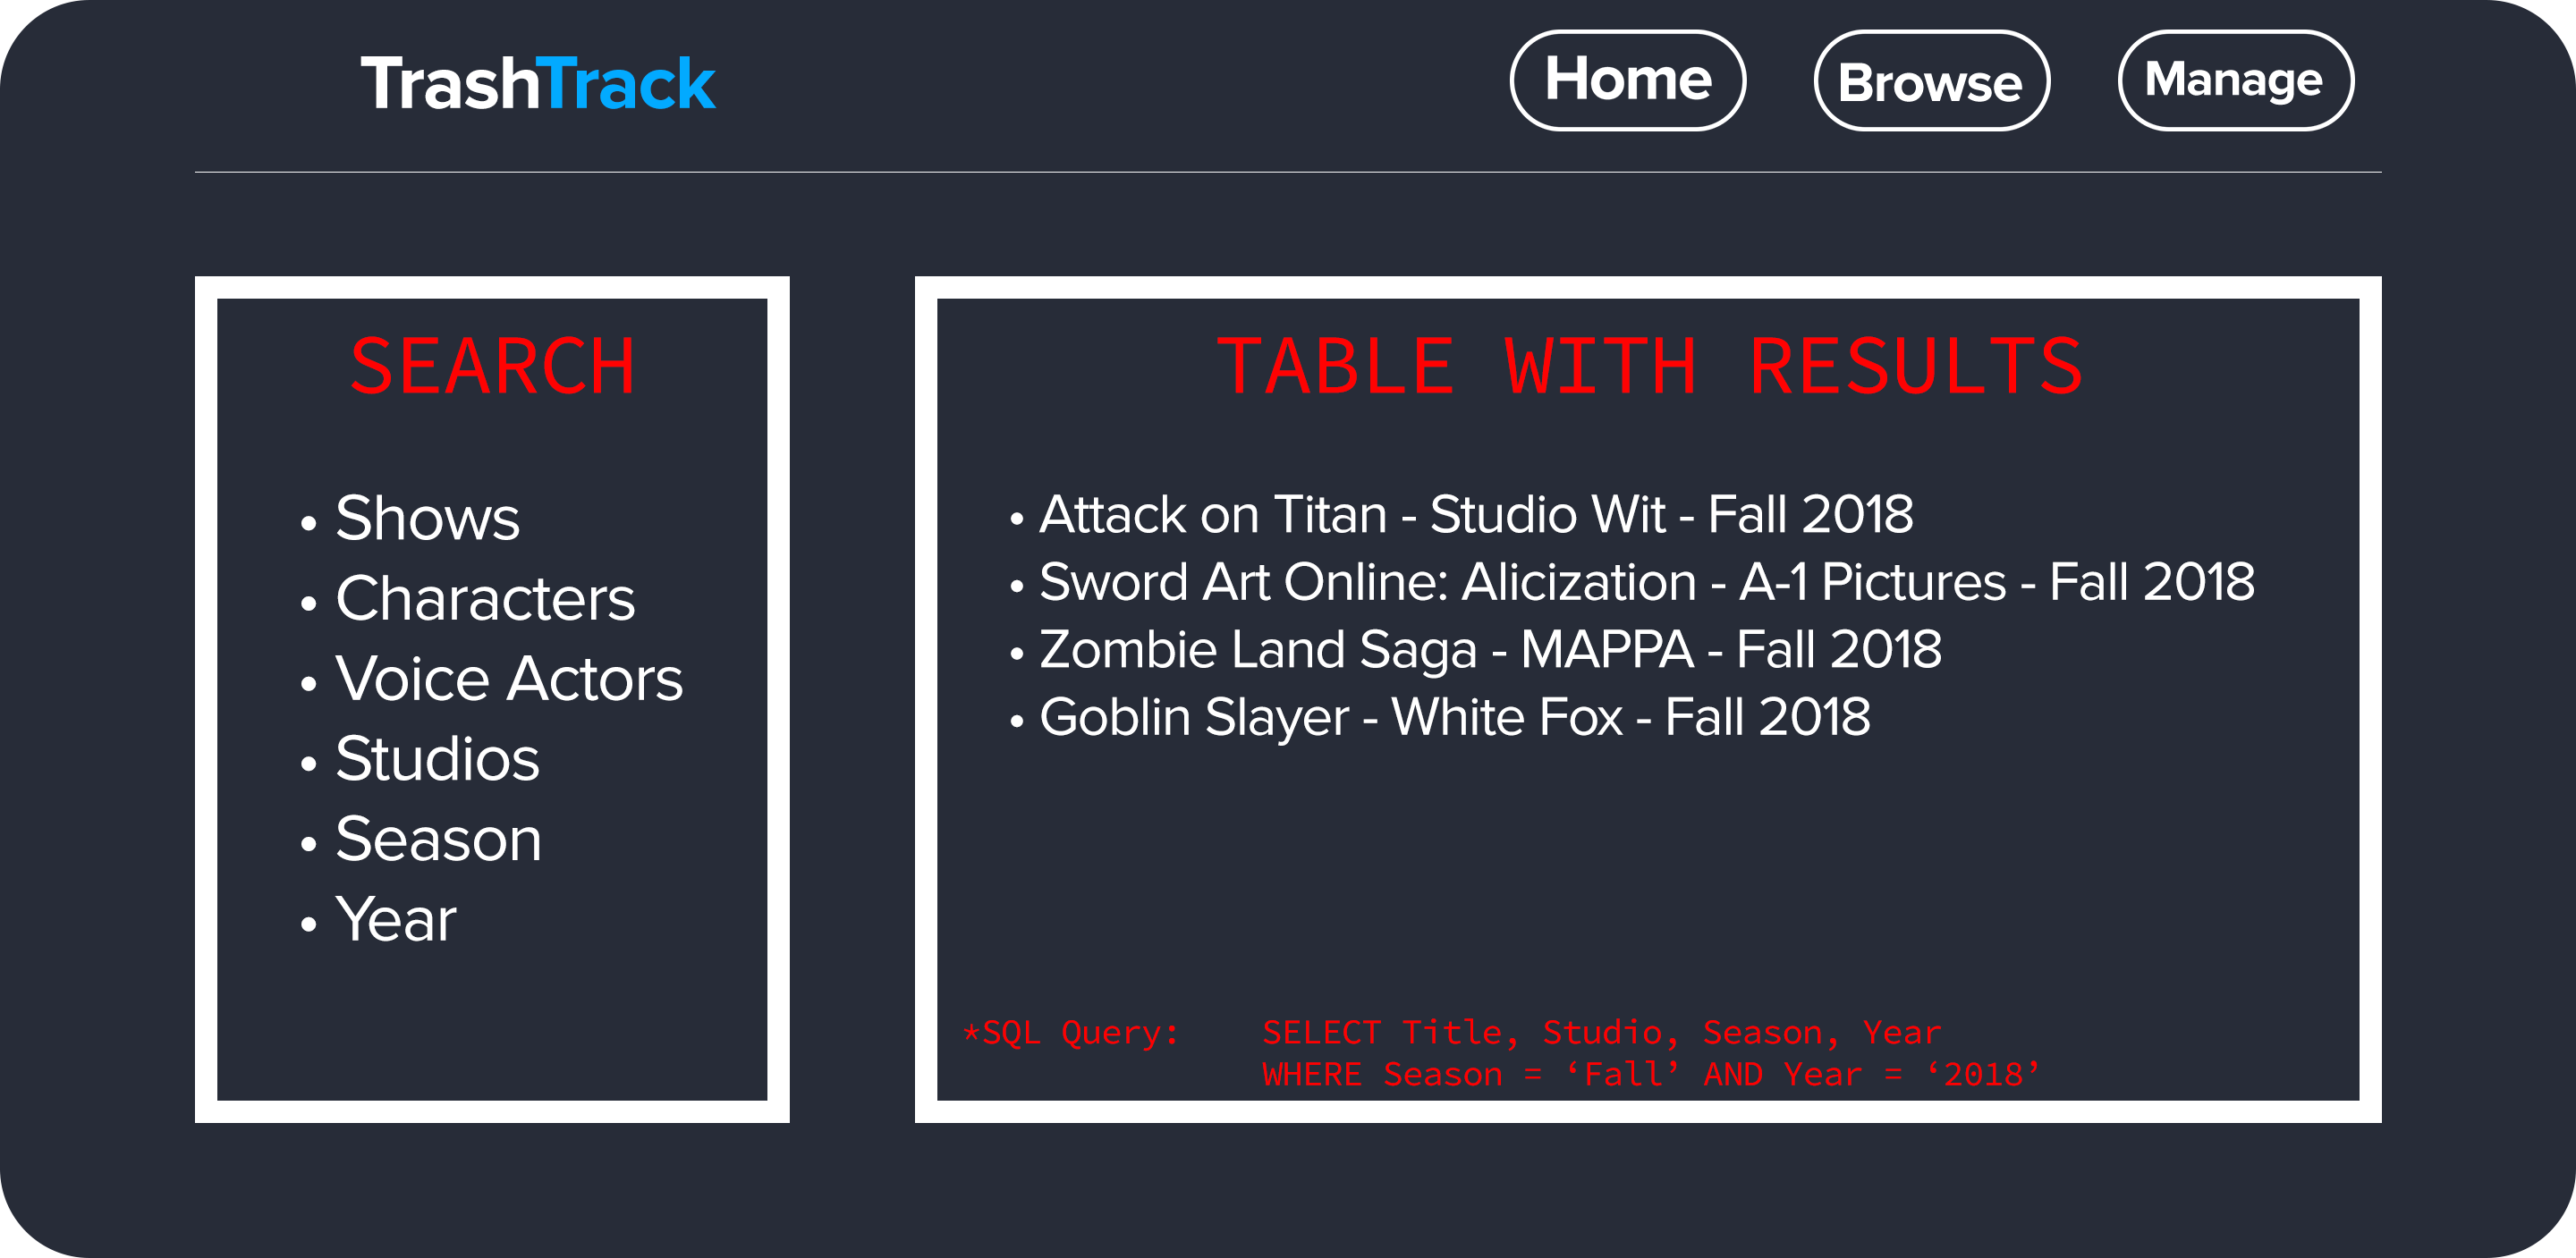 TrashTrack
Home
Browse
Manage
SEARCH
• Shows
• Characters
• Voice Actors
• Studios
• Season
• Year
TABLE WITH RESULTS
• Attack on Titan - Studio Wit - Fall 2018
• Sword Art Online: Alicization - A-1 Pictures - Fall 2018
• Zombie Land Saga - MAPPA - Fall 2018
• Goblin Slayer - White Fox - Fall 2018
*SQL Query: SELECT Title, Studio, Season, Year
WHERE Season = ‘Fall’ AND Year = ‘2018’